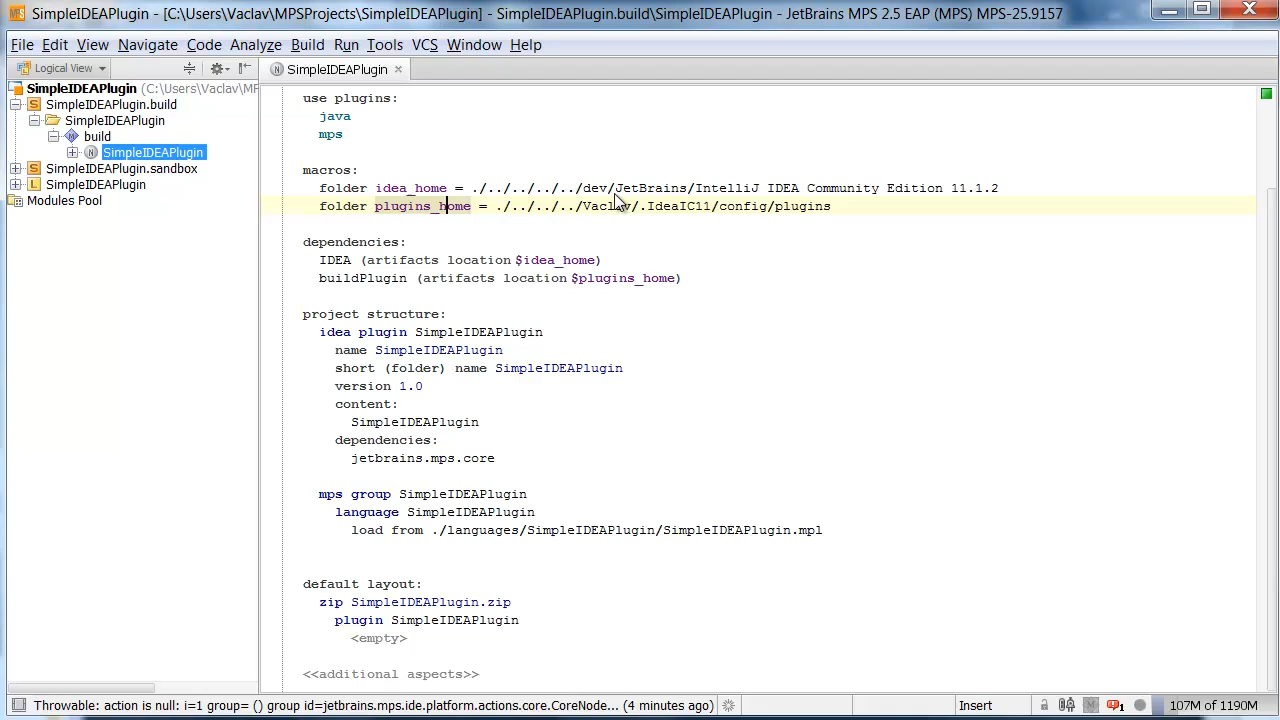 SimpleIDEAPlugin - [C:\Users\Vaclav\MPSProjects\SimpleIDEAPlugin] - SimpleIDEAPlugin.build\SimpleIDEAPlugin - JetBrains MPS 2.5 EAP (MPS) MPS-25.9157
File Edit View Navigate Code Analyze Build Run Tools VCS Window Help
Logical View
SimpleIDEAPlugin
SimpleIDEAPlugin (C:\Users\Vaclav\MP
SimpleIDEAPlugin.build
SimpleIDEAPlugin
build
SimpleIDEAPlugin
SimpleIDEAPlugin.sandbox
SimpleIDEAPlugin
Modules Pool
use plugins:
java
mps
macros:
folder idea_home = ./../../../../dev/JetBrains/IntelliJ IDEA Community Edition 11.1.2
folder plugins_home = ./../../../Vaclav/.IdeaIC11/config/plugins
dependencies:
IDEA (artifacts location $idea_home)
buildPlugin (artifacts location $plugins_home)
project structure:
idea plugin SimpleIDEAPlugin
name SimpleIDEAPlugin
short (folder) name SimpleIDEAPlugin
version 1.0
content:
SimpleIDEAPlugin
dependencies:
jetbrains.mps.core
mps group SimpleIDEAPlugin
language SimpleIDEAPlugin
load from ./languages/SimpleIDEAPlugin/SimpleIDEAPlugin.mpl
default layout:
zip SimpleIDEAPlugin.zip
plugin SimpleIDEAPlugin
<empty>
<<additional aspects>>
Throwable: action is null: i=1 group= () group id=jetbrains.mps.ide.platform.actions.core.CoreNode... (4 minutes ago)
Insert
1
107M of 1190M